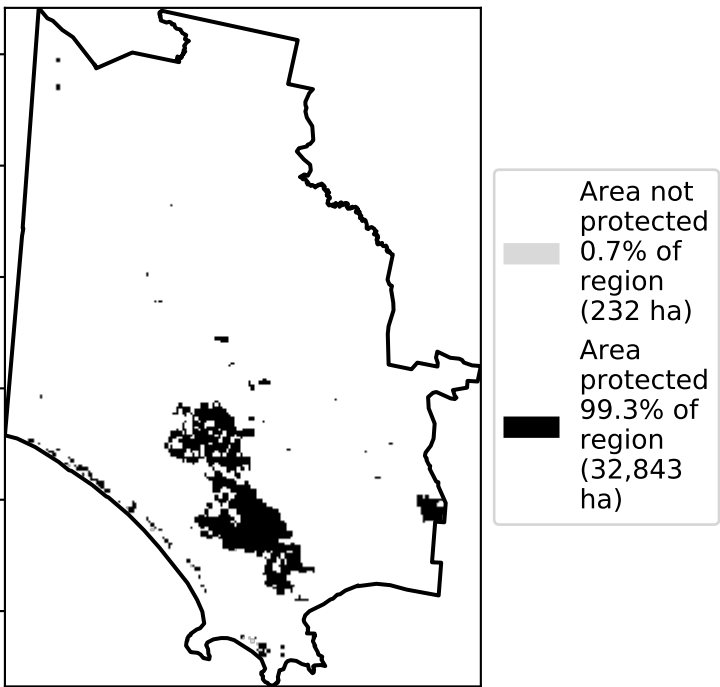 Area not
protected
0.7% of
region
(232 ha)
Area
protected
99.3% of
region
(32,843
ha)